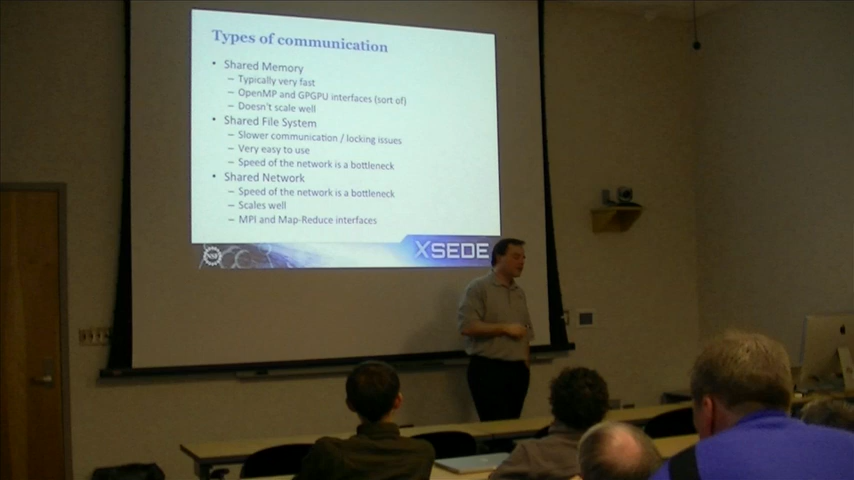 Types of communication
• Shared Memory
– Typically very fast
– OpenMP and GPGPU interfaces (sort of)
– Doesn't scale well
• Shared File System
– Slower communication / locking issues
– Very easy to use
– Speed of the network is a bottleneck
• Shared Network
– Speed of the network is a bottleneck
– Scales well
– MPI and Map-Reduce interfaces
NSF
XSEDE